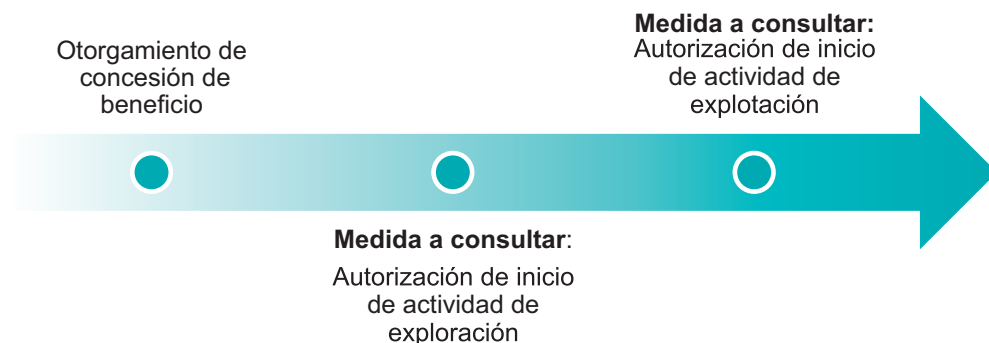 Otorgamiento de
concesión de
beneficio
Medida a consultar:
Autorización de inicio
de actividad de
exploración
Medida a consultar:
Autorización de inicio
de actividad de
explotación